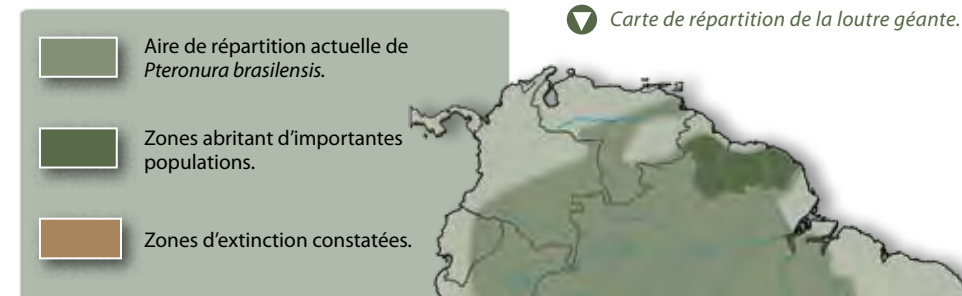 Carte de répartition de la loutre géante.
Aire de répartition actuelle de
Pteronura brasilensis.
Zones abritant d'importantes
populations.
Zones d'extinction constatées.